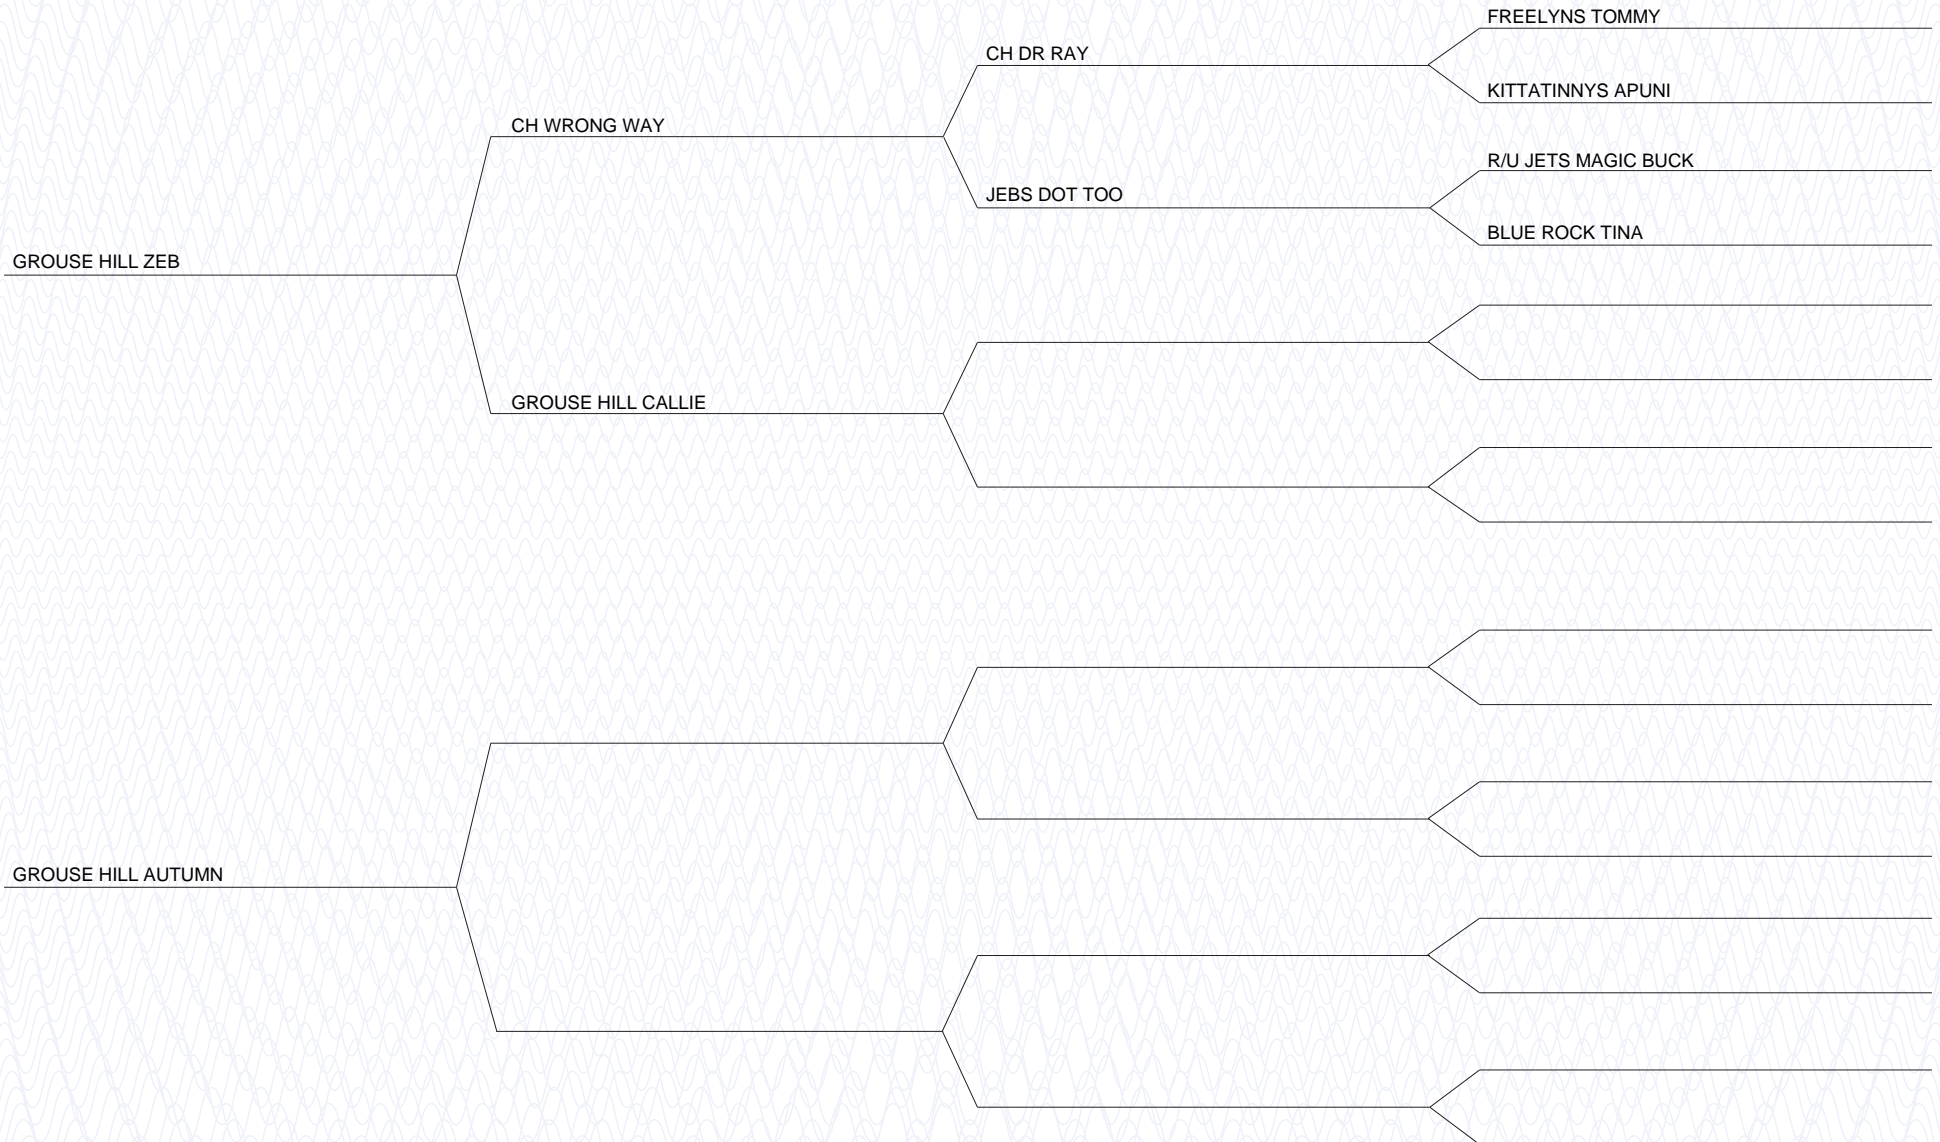 FREELYNS TOMMY
CH DR RAY
KITTATINNYS APUNI
CH WRONG WAY
R/U JETS MAGIC BUCK
JEBS DOT TOO
BLUE ROCK TINA
GROUSE HILL ZEB
GROUSE HILL CALLIE
GROUSE HILL AUTUMN